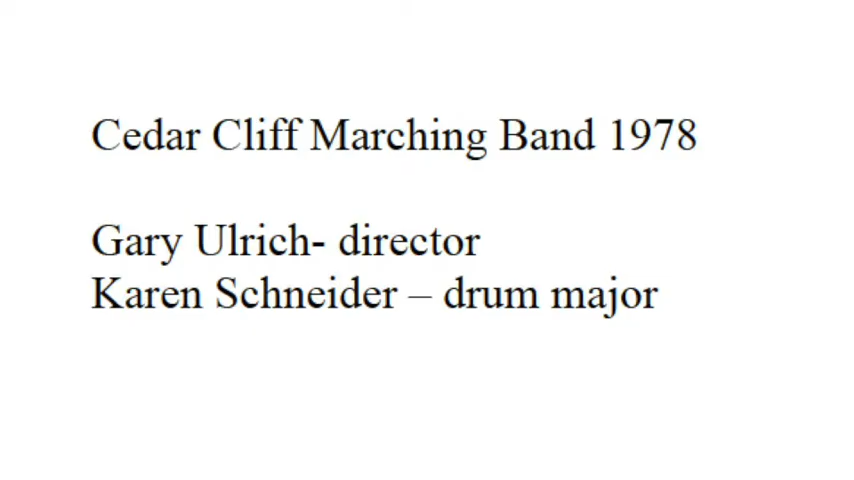 Cedar Cliff Marching Band 1978
Gary Ulrich- director
Karen Schneider – drum major